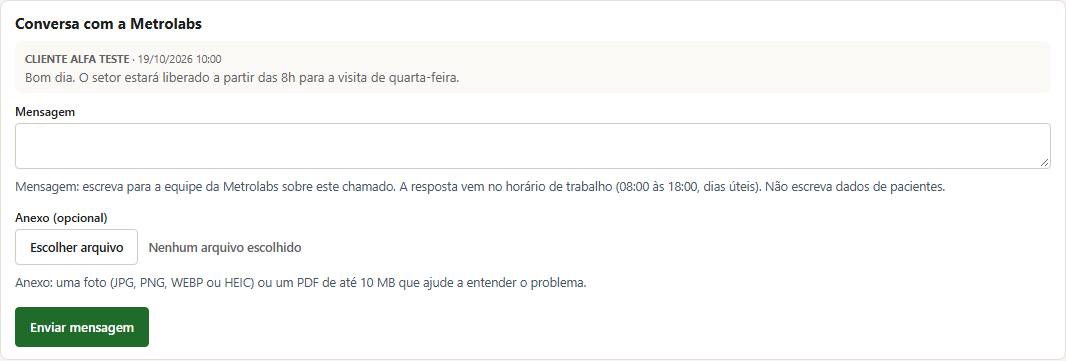 Conversa com a Metrolabs
CLIENTE ALFA TESTE · 19/10/2026 10:00
Bom dia. O setor estará liberado a partir das 8h para a visita de quarta-feira.
Mensagem
Mensagem: escreva para a equipe da Metrolabs sobre este chamado. A resposta vem no horário de trabalho (08:00 às 18:00, dias úteis). Não escreva dados de pacientes.
Anexo (opcional)
Escolher arquivo Nenhum arquivo escolhido
Anexo: uma foto (JPG, PNG, WEBP ou HEIC) ou um PDF de até 10 MB que ajude a entender o problema.
Enviar mensagem